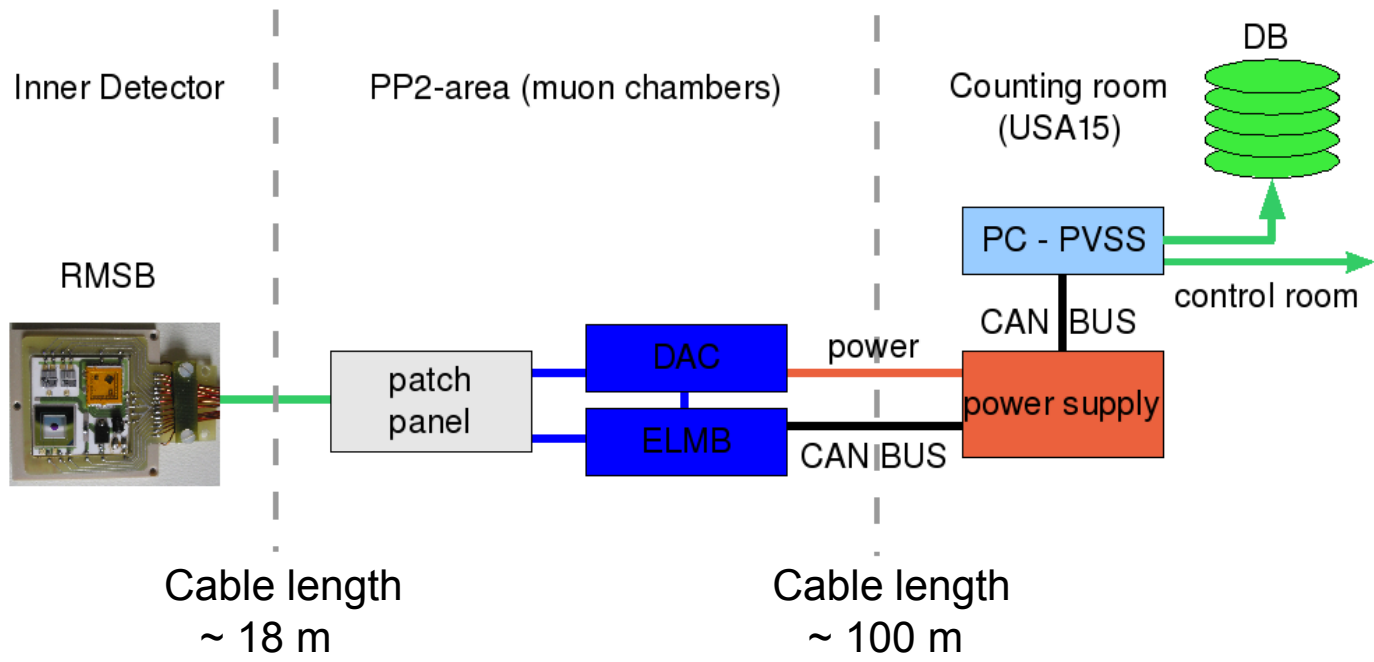 Inner Detector
PP2-area (muon chambers)
Counting room
(USA15)
DB
RMSB
PC - PVSS
control room
CAN BUS
patch
panel
DAC
ELMB
power
CAN BUS
power supply
Cable length
~ 18 m
Cable length
~ 100 m